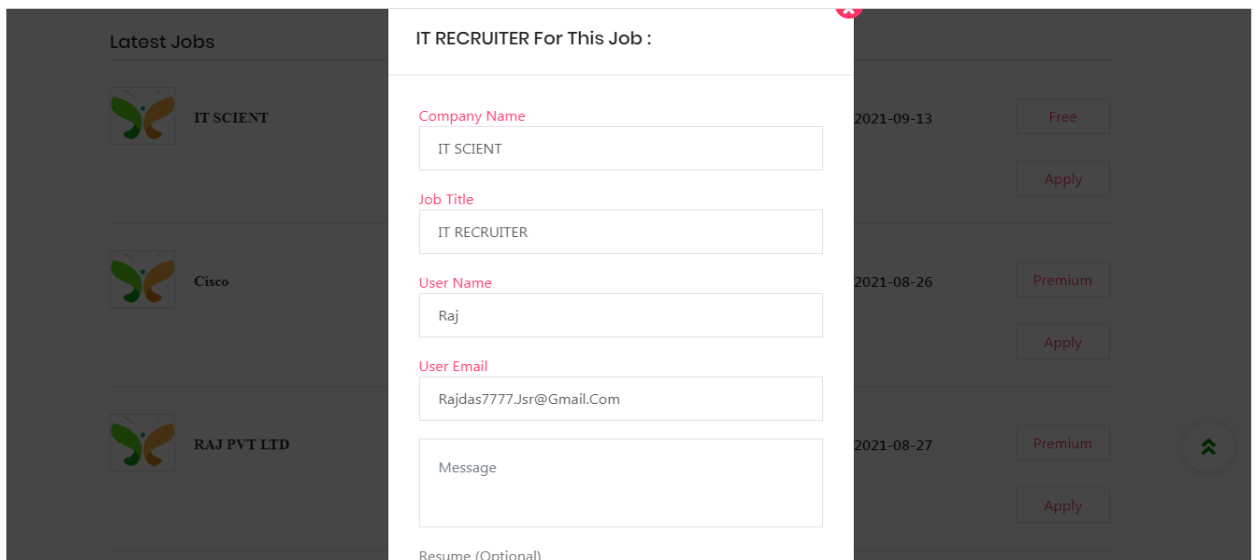 Latest Jobs
IT RECRUITER For This Job :
IT SCIENT
2021-09-13
Free
Apply
Company Name
IT SCIENT
Job Title
IT RECRUITER
Cisco
2021-08-26
Premium
Apply
User Name
Raj
User Email
Rajdas7777.Jsr@Gmail.Com
RAJ PVT LTD
2021-08-27
Premium
Apply
Message
Resume (Optional)